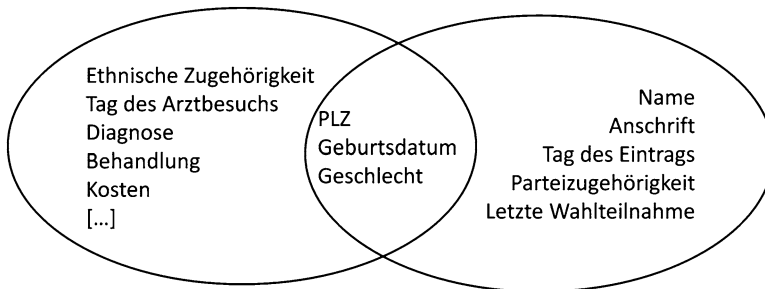 Ethnische Zugehörigkeit
Tag des Arztbesuchs
Diagnose
Behandlung
Kosten
[...]
PLZ
Geburtsdatum
Geschlecht
Name
Anschrift
Tag des Eintrags
Parteizugehörigkeit
Letzte Wahlteilnahme